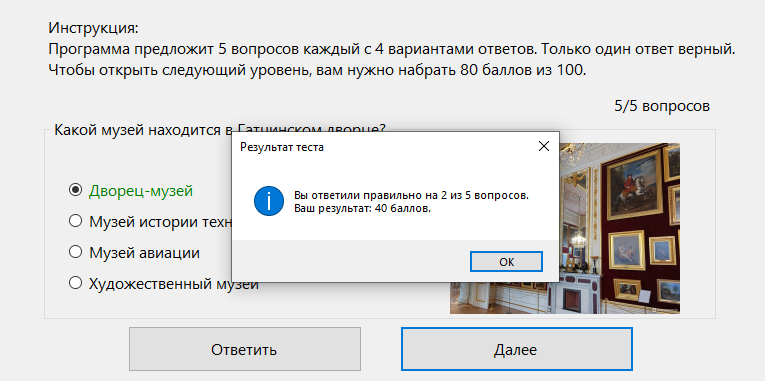 Инструкция:
Программа предложит 5 вопросов каждый с 4 вариантами ответов. Только один ответ верный.
Чтобы открыть следующий уровень, вам нужно набрать 80 баллов из 100.
5/5 вопросов
Какой музей находится в Гатчинском дворце?
Результат теста
Вы ответили правильно на 2 из 5 вопросов.
Ваш результат: 40 баллов.
OK
Дворец-музей
Музей истории техн
Музей авиации
Художественный музей
Ответить
Далее